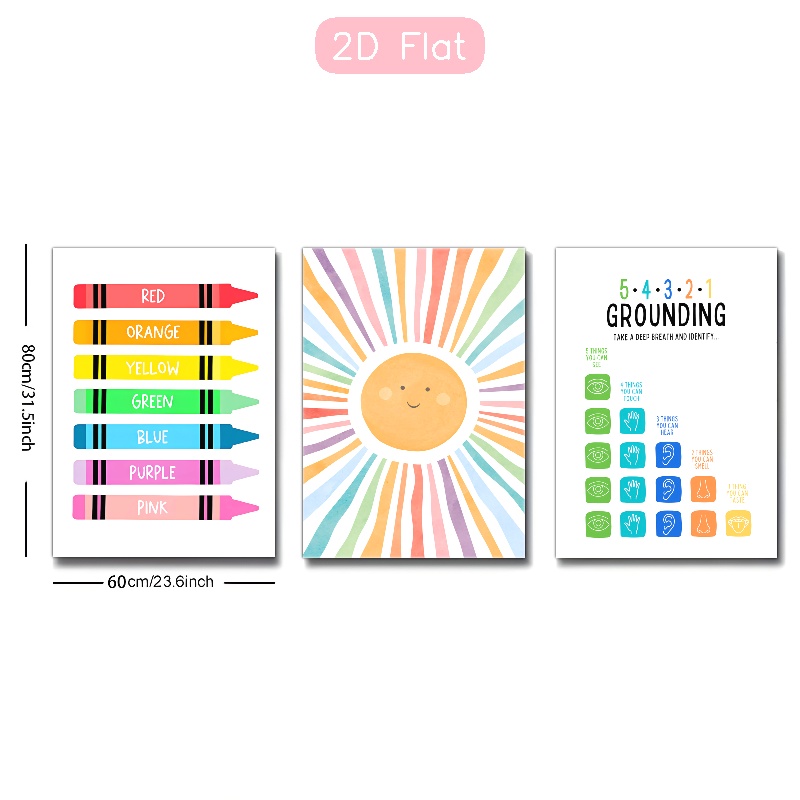 2D Flat
80cm/31.5inch
RED
ORANGE
YELLOW
GREEN
BLUE
PURPLE
PINK
60cm/23.6inch
5·4·3·2·1
GROUNDING
TAKE A DEEP BREATH AND IDENTIFY...
5 THINGS
YOU CAN
SEE
4 THINGS
YOU CAN
TOUCH
3 THINGS
YOU CAN
HEAR
2 THINGS
YOU CAN
SMELL
1 THING
YOU CAN